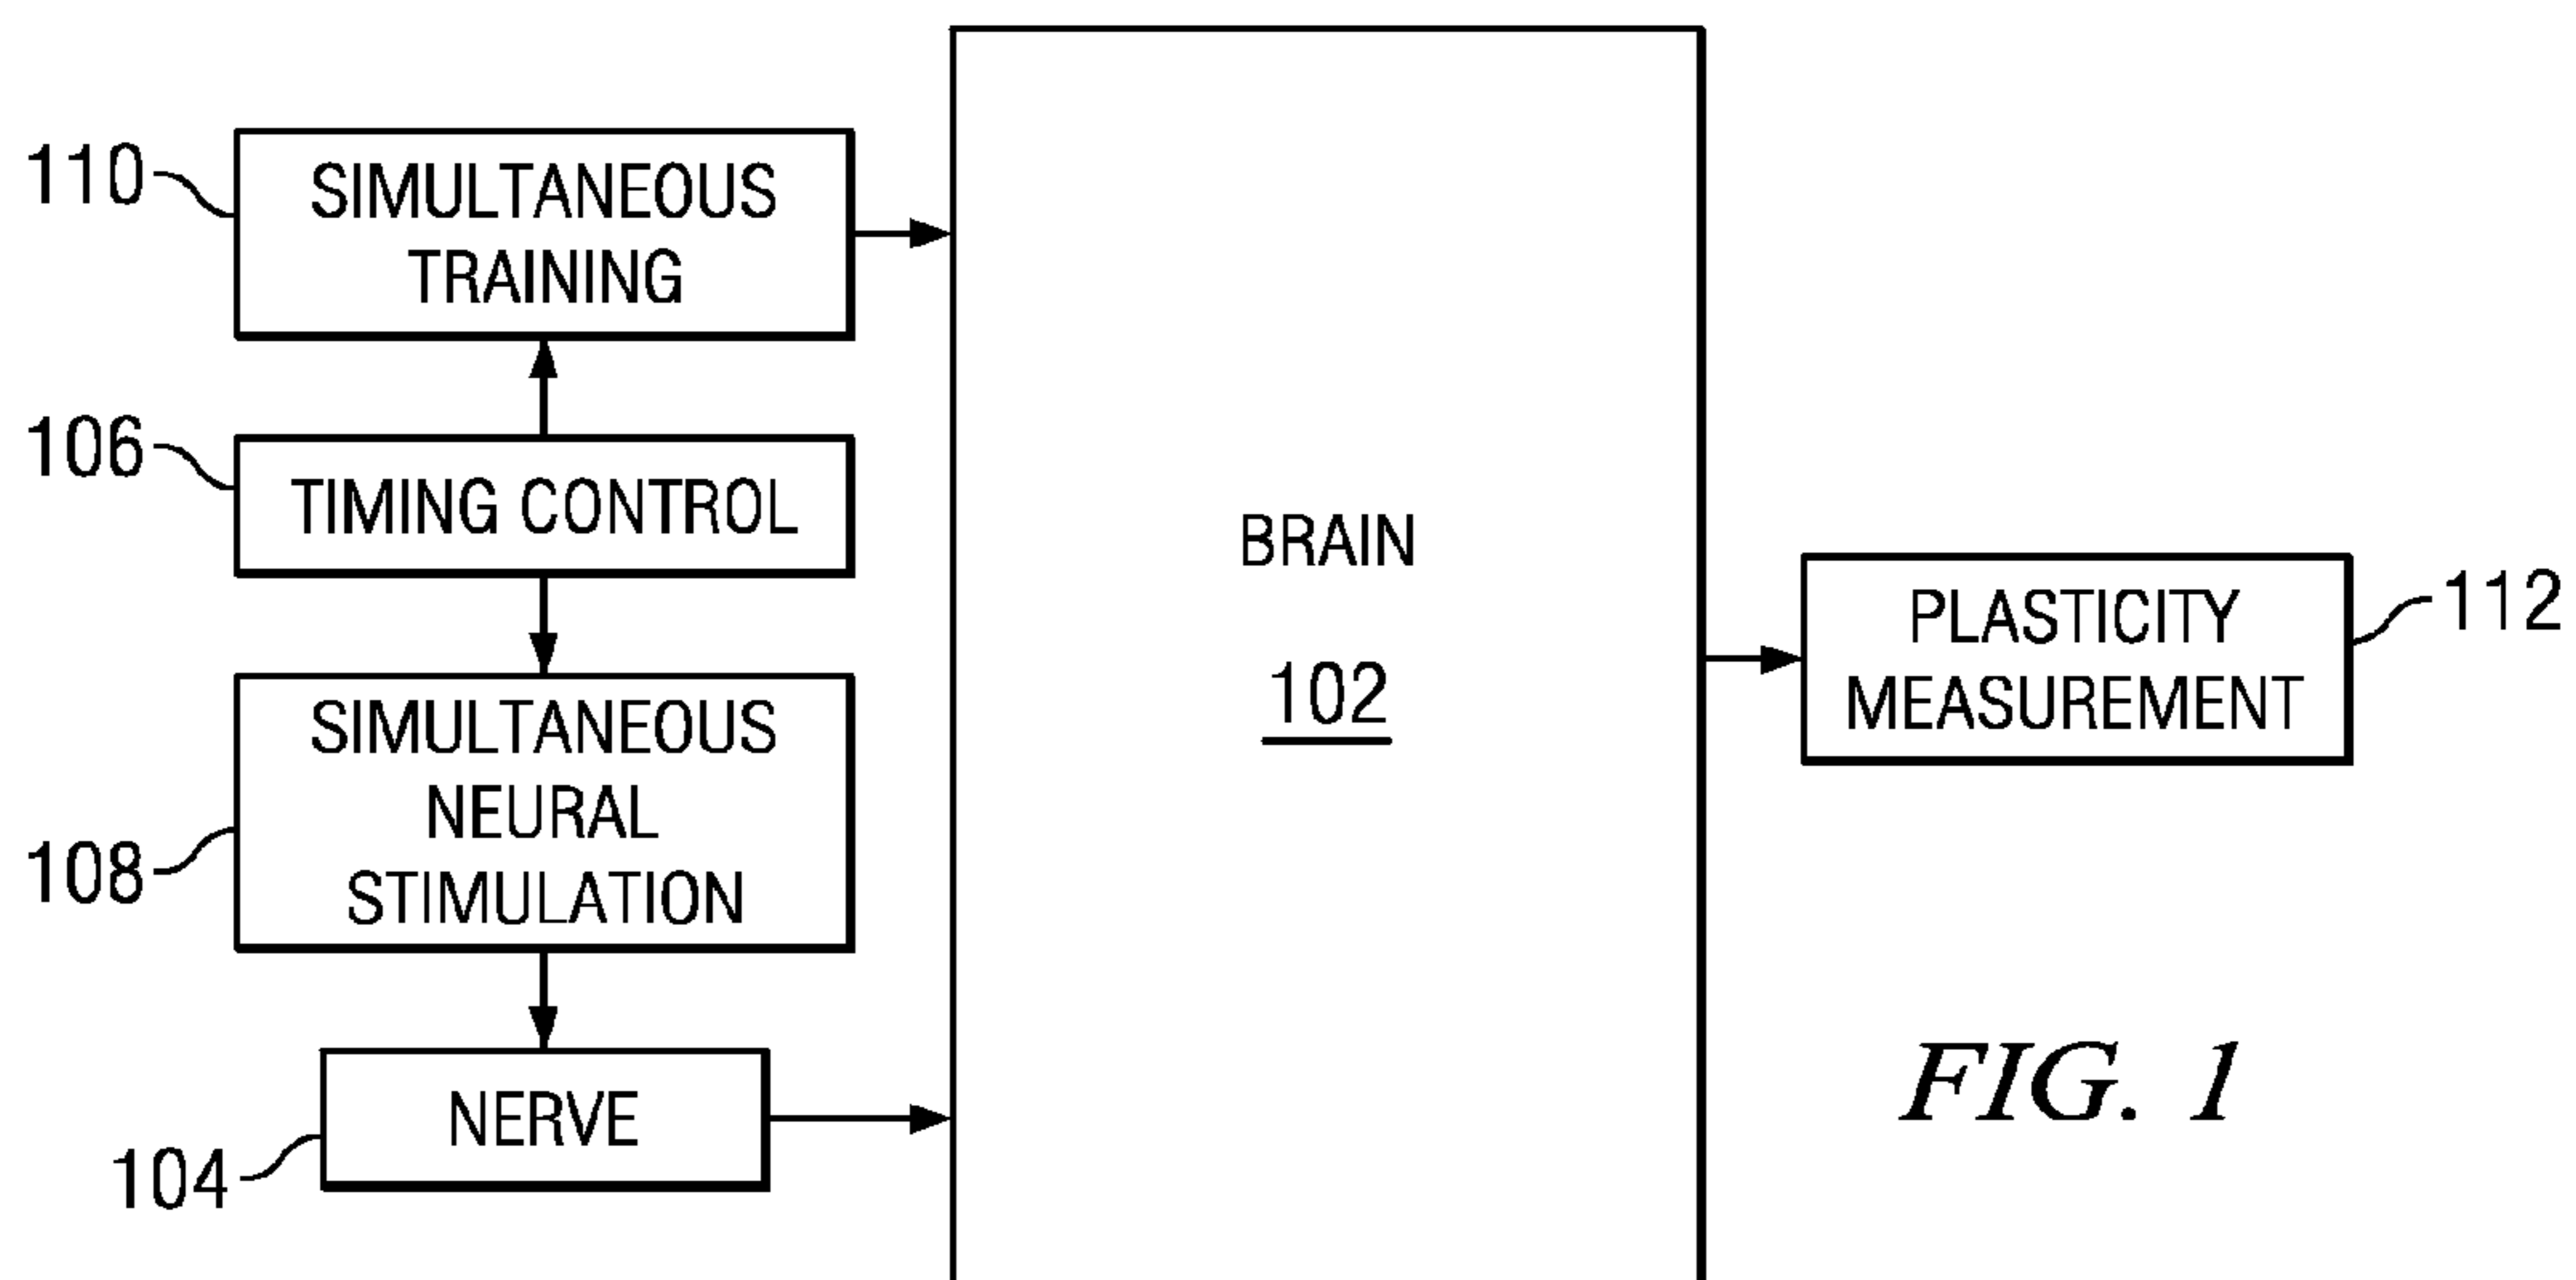 110
SIMULTANEOUS
TRAINING
106
TIMING CONTROL
108
SIMULTANEOUS
NEURAL
STIMULATION
104
NERVE
BRAIN
102
PLASTICITY
MEASUREMENT
112
FIG. 1